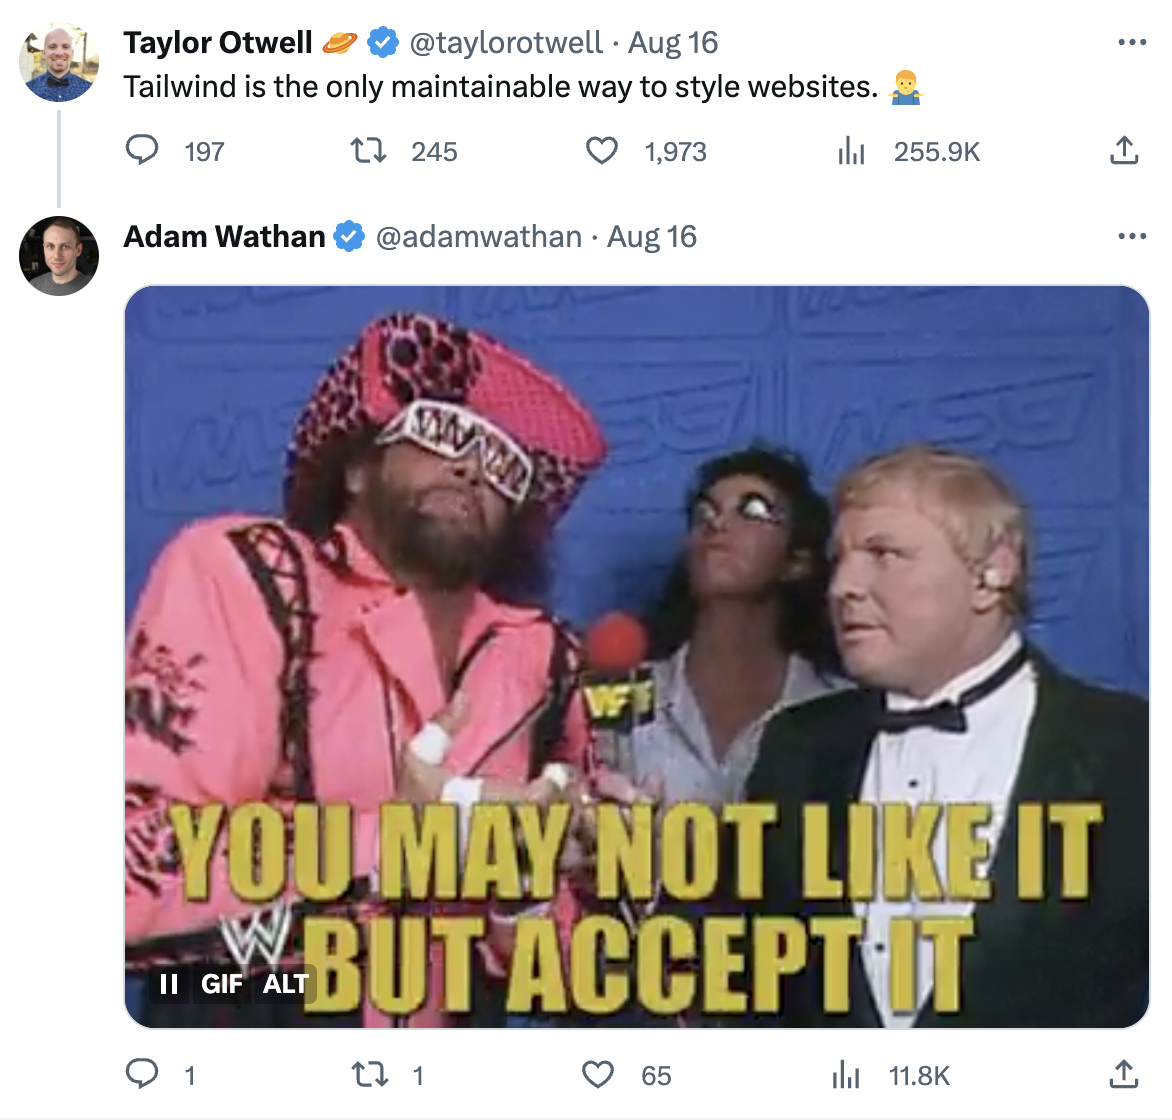 Taylor Otwell 🪐 @taylorotwell · Aug 16
Tailwind is the only maintainable way to style websites. 🤷‍♂️
197 245 1,973 255.9K
Adam Wathan @adamwathan · Aug 16
WF
YOU MAY NOT LIKE IT
W BUT ACCEPT IT
GIF ALT
1 1 65 11.8K